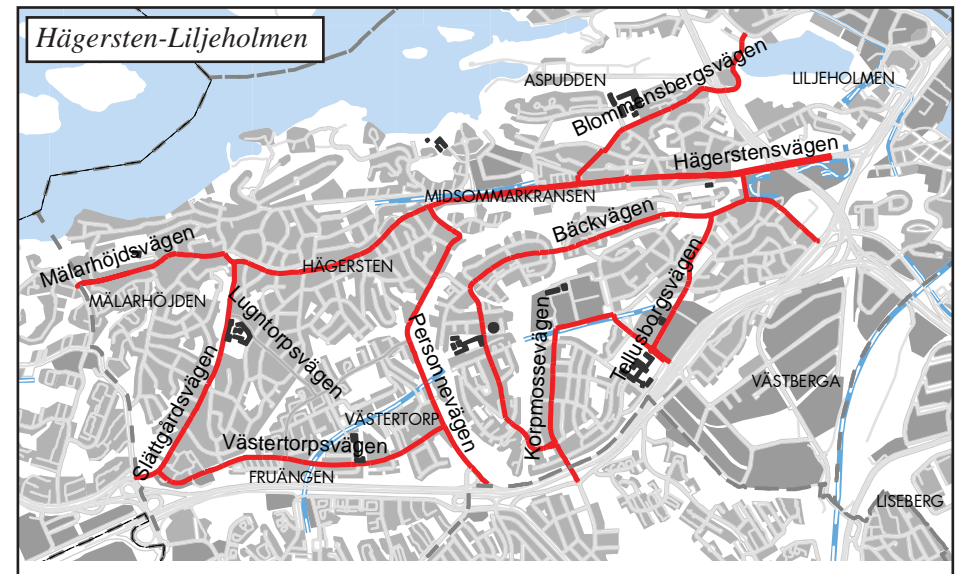 Hägersten-Liljeholmen
ASPUDDEN
Blommensbergsvägen
LILJEHOLMEN
Hägerstensvägen
MIDSOMMARKRANSEN
Bäckvägen
Mälarhöjdsvägen
HÄGERSTEN
MÄLARHÖJDEN
Lugntorpsvägen
Personnevägen
Korpmossevägen
Tellusborgsvägen
VÄSTBERGA
Slättgårdsvägen
VÄSTERTORP
Västertorpsvägen
FRUÄNGEN
LISEBERG